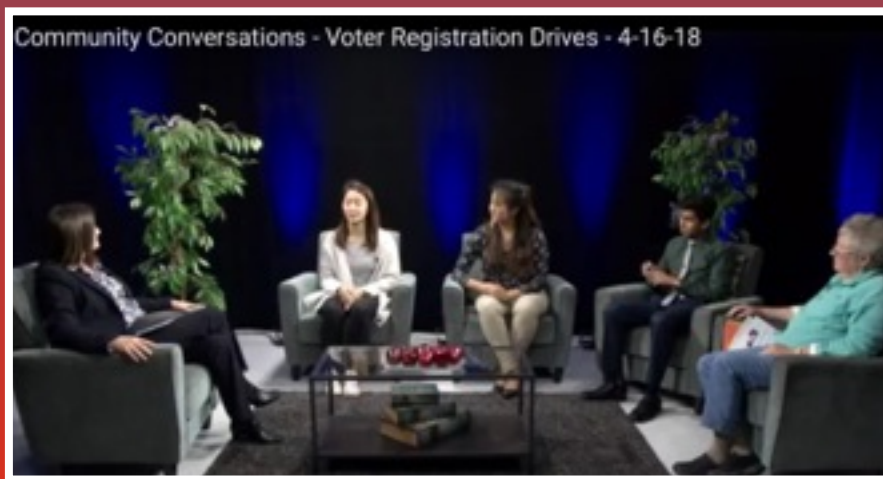 Community Conversations - Voter Registration Drives - 4-16-18